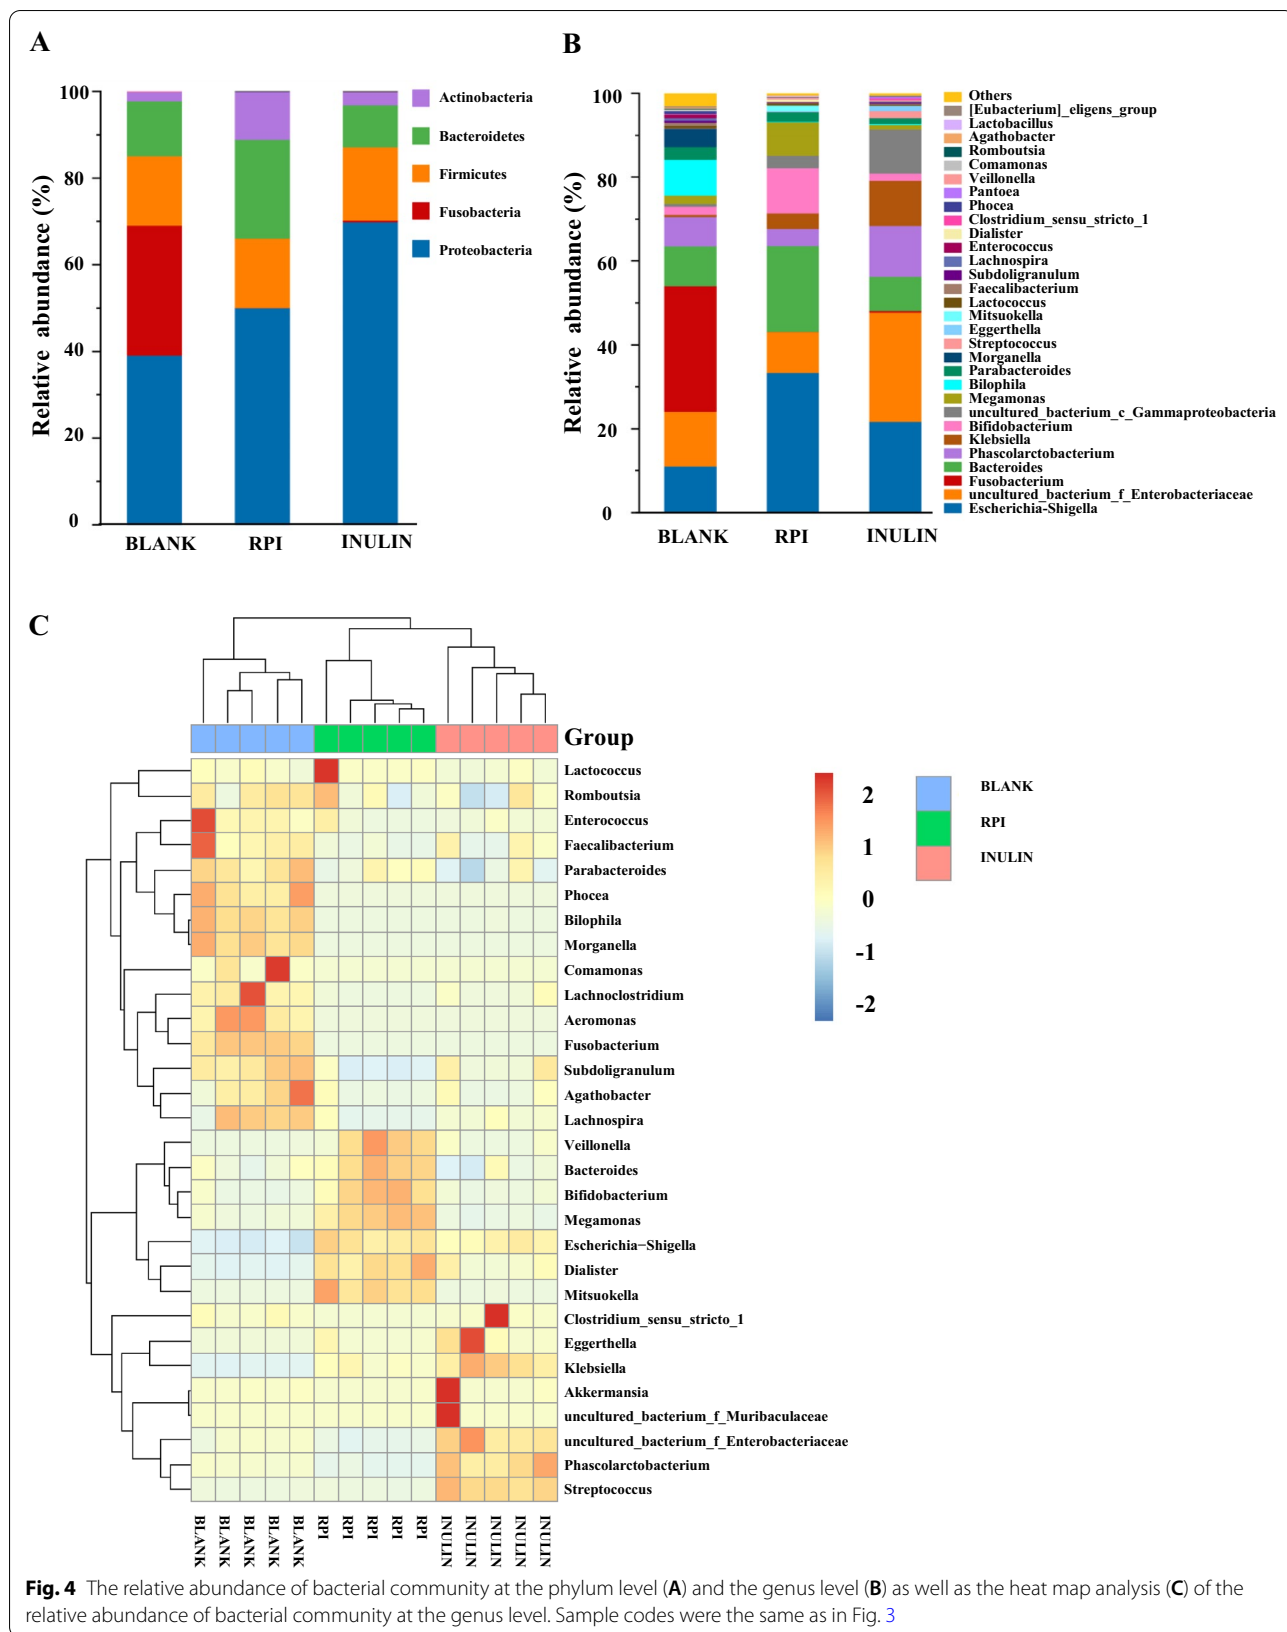 A
Relative abundance (%)
100
80
60
40
20
0
BLANK
RPI
INULIN
Actinobacteria
Bacteroidetes
Firmicutes
Fusobacteria
Proteobacteria
B
Relative abundance (%)
100
80
60
40
20
0
BLANK
RPI
INULIN
Others
[Eubacterium]_eligens_group
Lactobacillus
Agathobacter
Romboutsia
Comamonas
Veillonella
Pantoea
Phocea
Clostridium_sensu_stricto_1
Dialister
Enterococcus
Lachnospira
Subdoligranulum
Faecalibacterium
Lactococcus
Mitsuokella
Eggerthella
Streptococcus
Morganella
Parabacteroides
Bilophila
Megamonas
uncultured_bacterium_c_Gammaproteobacteria
Bifidobacterium
Klebsiella
Phascolarctobacterium
Bacteroides
Fusobacterium
uncultured_bacterium_f_Enterobacteriaceae
Escherichia-Shigella
C
Group
Lactococcus
Romboutsia
Enterococcus
Faecalibacterium
Parabacteroides
Phocea
Bilophila
Morganella
Comamonas
Lachnoclostridium
Aeromonas
Fusobacterium
Subdoligranulum
Agathobacter
Lachnospira
Veillonella
Bacteroides
Bifidobacterium
Megamonas
Escherichia−Shigella
Dialister
Mitsuokella
Clostridium_sensu_stricto_1
Eggerthella
Klebsiella
Akkermansia
uncultured_bacterium_f_Muribaculaceae
uncultured_bacterium_f_Enterobacteriaceae
Phascolarctobacterium
Streptococcus
2
1
0
-1
-2
BLANK
RPI
INULIN
BLANK
BLANK
BLANK
BLANK
BLANK
RPI
RPI
RPI
RPI
RPI
INULIN
INULIN
INULIN
INULIN
INULIN
Fig. 4 The relative abundance of bacterial community at the phylum level (A) and the genus level (B) as well as the heat map analysis (C) of the
relative abundance of bacterial community at the genus level. Sample codes were the same as in Fig. 3